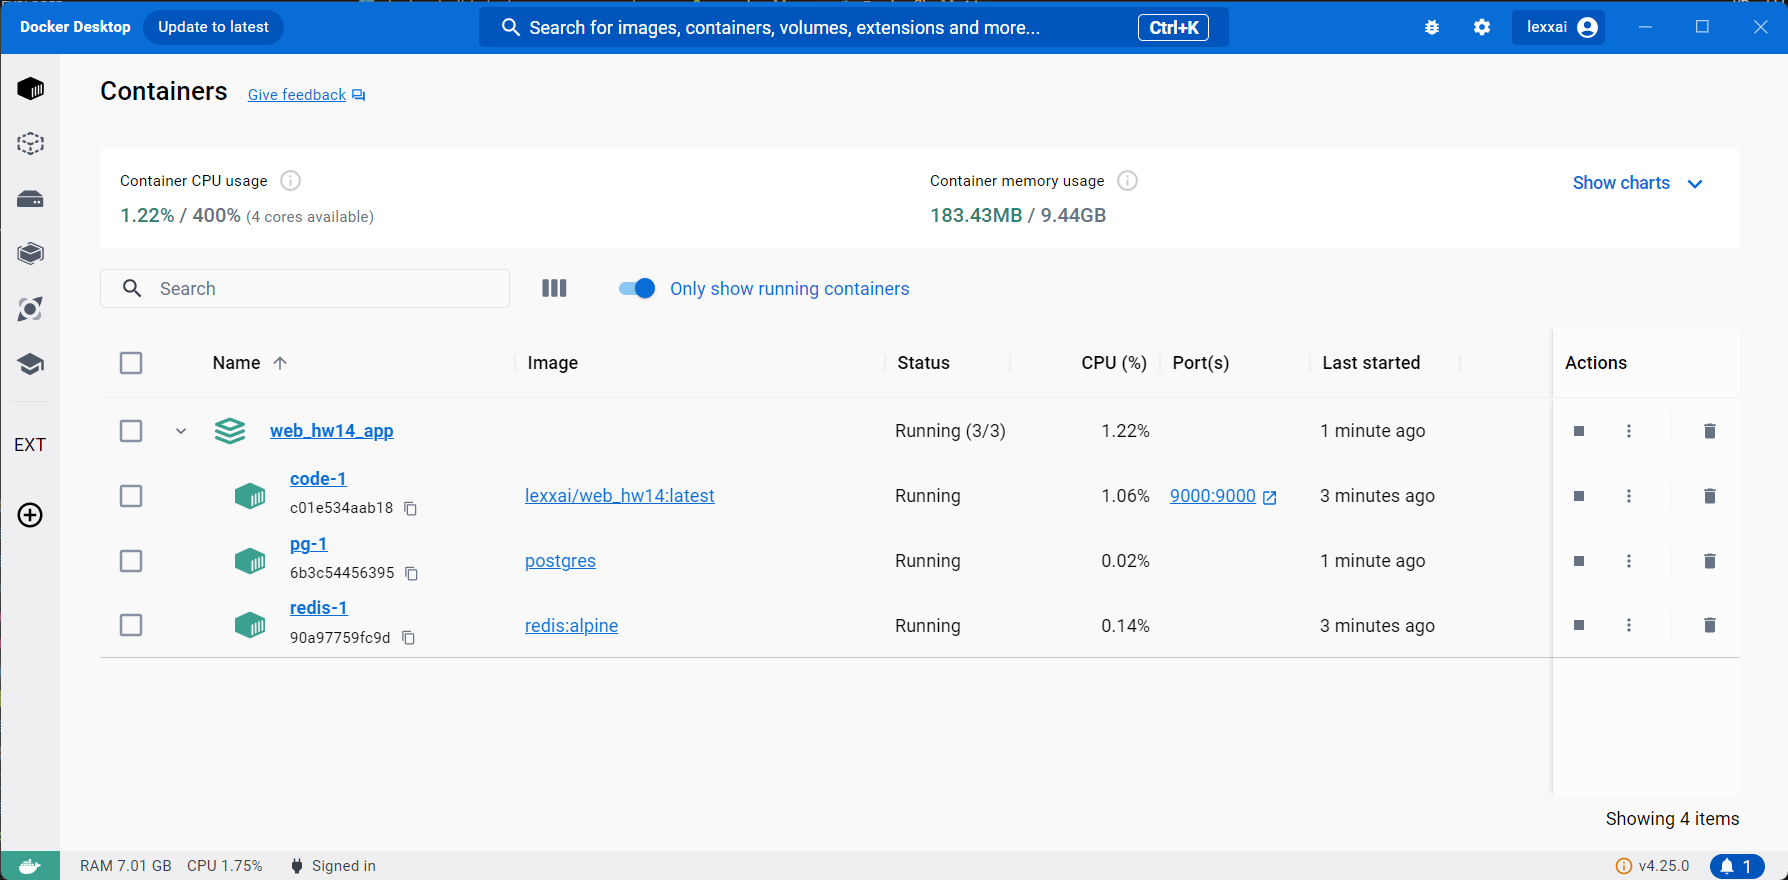 Docker Desktop Update to latest Search for images, containers, volumes, extensions and more... Ctrl+K lexxai
Containers Give feedback
Container CPU usage
1.22% / 400% (4 cores available)
Container memory usage
183.43MB / 9.44GB
Show charts
Search Only show running containers
Name Image Status CPU (%) Port(s) Last started Actions
web_hw14_app Running (3/3) 1.22% 1 minute ago
code-1
c01e534aab18
lexxai/web_hw14:latest Running 1.06% 9000:9000 3 minutes ago
pg-1
6b3c54456395
postgres Running 0.02% 1 minute ago
redis-1
90a97759fc9d
redis:alpine Running 0.14% 3 minutes ago
EXT
Showing 4 items
RAM 7.01 GB CPU 1.75% Signed in v4.25.0 1